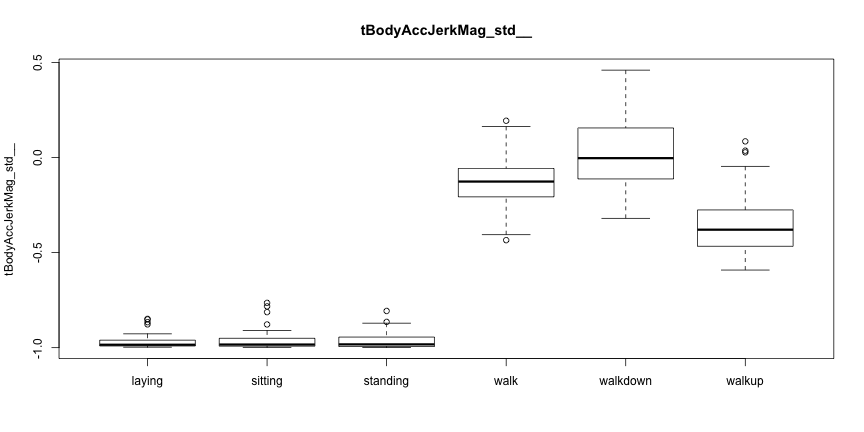 tBodyAccJerkMag_std__
tBodyAccJerkMag_std__
0.5
0.0
-0.5
-1.0
laying sitting standing walk walkdown walkup